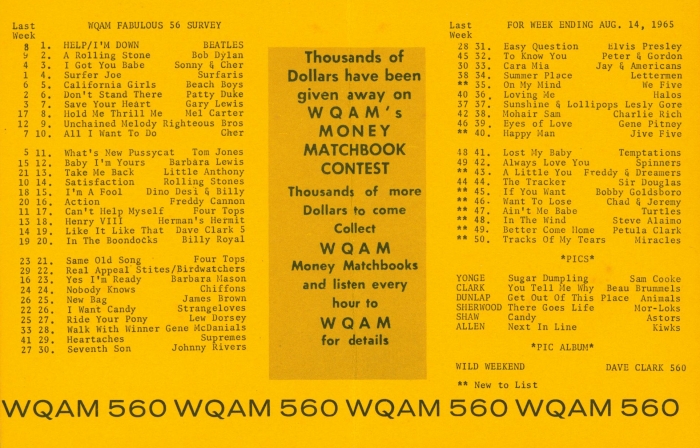 Last WQAM FABULOUS 56 SURVEY
Week
8 1. HELP/I'M DOWN BEATLES
9 2. A Rolling Stone Bob Dylan
4 3. I Got You Babe Sonny & Cher
1 4. Surfer Joe Surfaris
6 5. California Girls Beach Boys
2 6. Don't Stand There Patty Duke
3 7. Save Your Heart Gary Lewis
17 8. Hold Me Thrill Me Mel Carter
12 9. Unchained Melody Righteous Bros
7 10. All I Want To Do Cher
5 11. What's New Pussycat Tom Jones
15 12. Baby I'm Yours Barbara Lewis
21 13. Take Me Back Little Anthony
10 14. Satisfaction Rolling Stones
18 15. I'm A Fool Dino Desi & Billy
20 16. Action Freddy Cannon
11 17. Can't Help Myself Four Tops
13 18. Henry VIII Herman's Hermit
14 19. Like It Like That Dave Clark 5
19 20. In The Boondocks Billy Royal
23 21. Same Old Song Four Tops
29 22. Real Appeal Stites/Birdwatchers
16 23. Yes I'm Ready Barbara Mason
24 24. Nobody Knows Chiffons
26 25. New Bag James Brown
22 26. I Want Candy Strangeloves
25 27. Ride Your Pony Lew Dorsey
33 28. Walk With Winner Gene McDanials
41 29. Heartaches Supremes
27 30. Seventh Son Johnny Rivers
Thousands of
Dollars have been
given away on
WQAM's
MONEY
MATCHBOOK
CONTEST
Thousands of more
Dollars to come
Collect
WQAM
Money Matchbooks
and listen every
hour to
WQAM
for details
Last FOR WEEK ENDING AUG. 14, 1965
Week
28 31. Easy Question Elvis Presley
45 32. To Know You Peter & Gordon
30 33. Cara Mia Jay & Americans
38 34. Summer Place Lettermen
** 35. On My Mind We Five
40 36. Loving Me Halos
37 37. Sunshine & Lollipops Lesly Gore
42 38. Mohair Sam Charlie Rich
46 39. Eyes of Love Gene Pitney
** 40. Happy Man Jive Five
48 41. Lost My Baby Temptations
49 42. Always Love You Spinners
** 43. A Little You Freddy & Dreamers
44 44. The Tracker Sir Douglas
** 45. If You Want Bobby Goldsboro
** 46. Want To Lose Chad & Jeremy
** 47. Ain't Me Babe Turtles
** 48. In The Wind Steve Alaimo
** 49. Better Come Home Petula Clark
** 50. Tracks Of My Tears Miracles
*PICS*
YONGE Sugar Dumpling Sam Cooke
CLARK You Tell Me Why Beau Brummels
DUNLAP Get Out Of This Place Animals
SHERWOOD There Goes Life Mor-Loks
SHAW Candy Astors
ALLEN Next In Line Kiwks
*PIC ALBUM*
WILD WEEKEND DAVE CLARK 560
** New to List
WQAM 560 WQAM 560 WQAM 560 WQAM 560